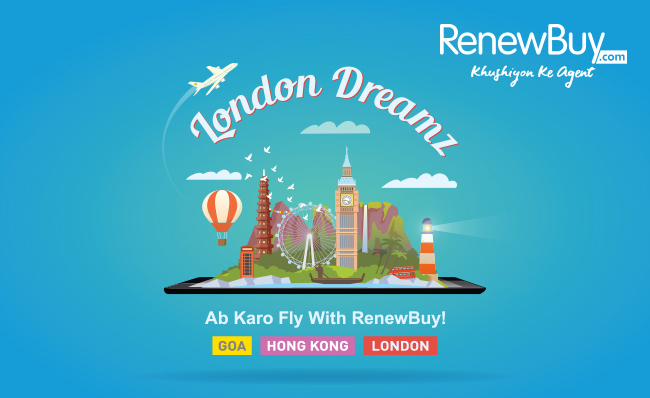 RenewBuy.com
Khushiyon Ke Agent
London Dreamz
Ab Karo Fly With RenewBuy!
GOA HONG KONG LONDON